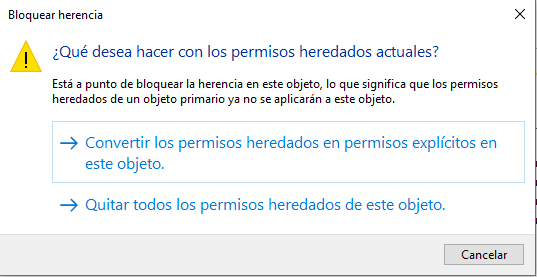 Bloquear herencia
¿Qué desea hacer con los permisos heredados actuales?
Está a punto de bloquear la herencia en este objeto, lo que significa que los permisos
heredados de un objeto primario ya no se aplicarán a este objeto.
Convertir los permisos heredados en permisos explícitos en
este objeto.
Quitar todos los permisos heredados de este objeto.
Cancelar